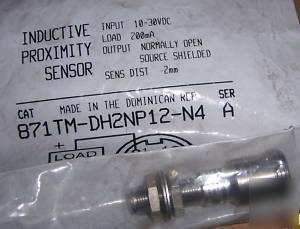 INDUCTIVE PROXIMITY SENSOR
INPUT 10-30VDC
LOAD 200mA
OUTPUT NORMALLY OPEN
SOURCE SHIELDED
SENS DIST 2mm
MADE IN THE DOMINICAN REP
CAT SER
871TM-DH2NP12-N4 A
+
LOAD